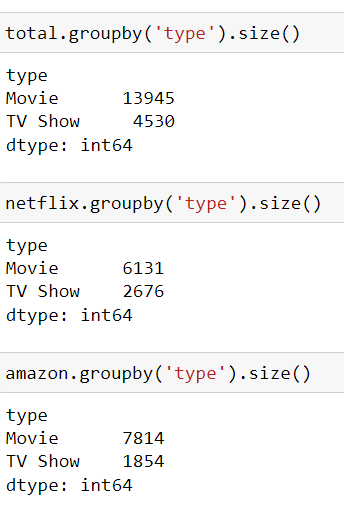 total.groupby('type').size()
type
Movie      13945
TV Show     4530
dtype: int64
netflix.groupby('type').size()
type
Movie      6131
TV Show    2676
dtype: int64
amazon.groupby('type').size()
type
Movie      7814
TV Show    1854
dtype: int64